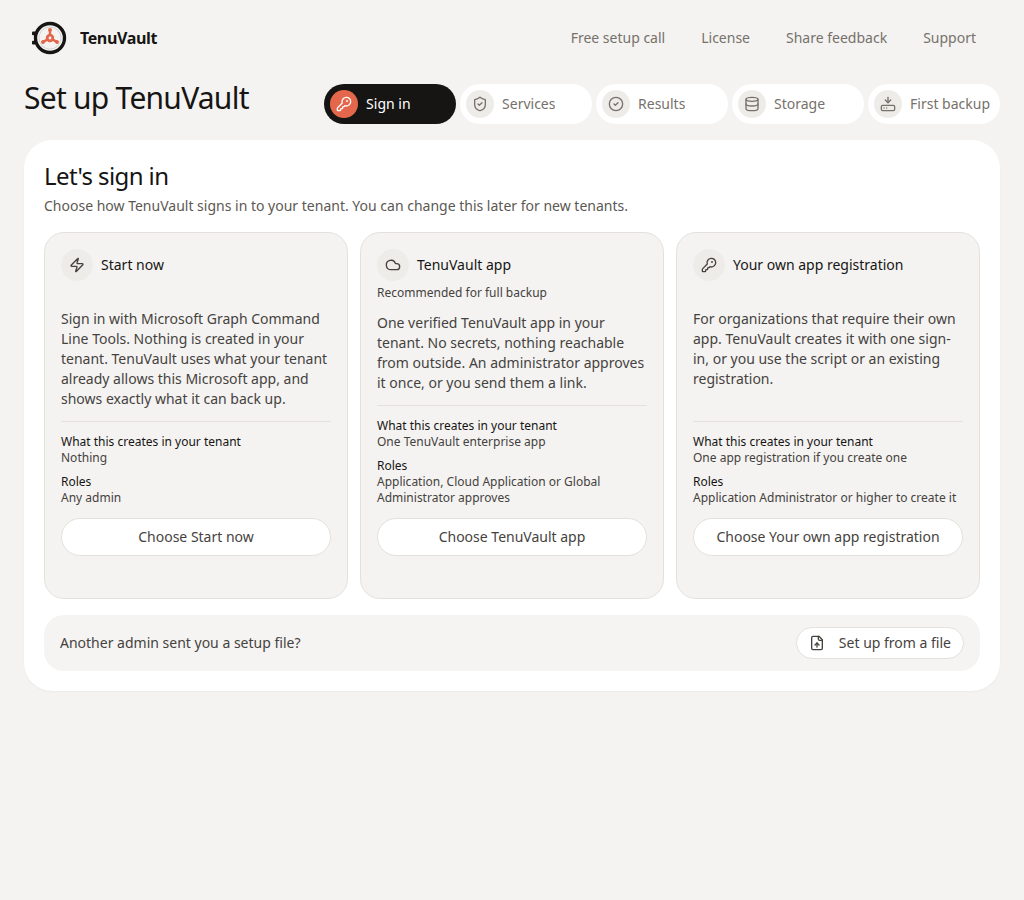 TenuVault
Free setup call
License
Share feedback
Support
Set up TenuVault
Sign in
Services
Results
Storage
First backup
Let's sign in
Choose how TenuVault signs in to your tenant. You can change this later for new tenants.
Start now
Sign in with Microsoft Graph Command
Line Tools. Nothing is created in your
tenant. TenuVault uses what your tenant
already allows this Microsoft app, and
shows exactly what it can back up.
What this creates in your tenant
Nothing
Roles
Any admin
Choose Start now
TenuVault app
Recommended for full backup
One verified TenuVault app in your
tenant. No secrets, nothing reachable
from outside. An administrator approves
it once, or you send them a link.
What this creates in your tenant
One TenuVault enterprise app
Roles
Application, Cloud Application or Global
Administrator approves
Choose TenuVault app
Your own app registration
For organizations that require their own
app. TenuVault creates it with one sign-
in, or you use the script or an existing
registration.
What this creates in your tenant
One app registration if you create one
Roles
Application Administrator or higher to create it
Choose Your own app registration
Another admin sent you a setup file?
Set up from a file